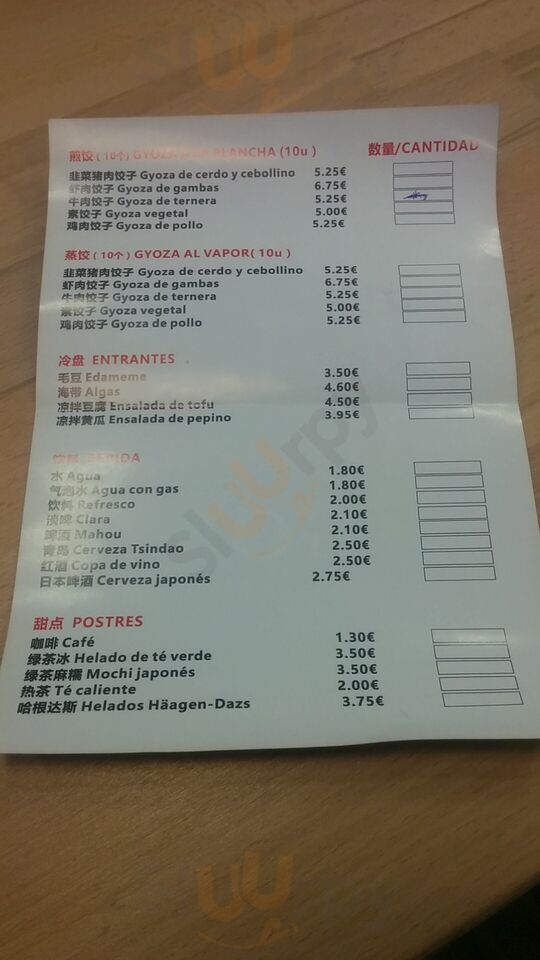 煎饺 ( 10个) GYOZA A LA PLANCHA (10u ) 数量/CANTIDAD
韭菜猪肉饺子 Gyoza de cerdo y cebollino 5.25€
虾肉饺子 Gyoza de gambas 6.75€
牛肉饺子 Gyoza de ternera 5.25€
素饺子 Gyoza vegetal 5.00€
鸡肉饺子 Gyoza de pollo 5.25€
蒸饺 ( 10个 ) GYOZA AL VAPOR( 10u )
韭菜猪肉饺子 Gyoza de cerdo y cebollino 5.25€
虾肉饺子 Gyoza de gambas 6.75€
牛肉饺子 Gyoza de ternera 5.25€
素饺子 Gyoza vegetal 5.00€
鸡肉饺子 Gyoza de pollo 5.25€
冷盘 ENTRANTES
毛豆 Edameme 3.50€
海带 Algas 4.60€
凉拌豆腐 Ensalada de tofu 4.50€
凉拌黄瓜 Ensalada de pepino 3.95€
饮料 BEBIDA
水 Agua 1.80€
气泡水 Agua con gas 1.80€
饮料 Refresco 2.00€
淡啤 Clara 2.10€
啤酒 Mahou 2.10€
青岛 Cerveza Tsindao 2.50€
红酒 Copa de vino 2.50€
日本啤酒 Cerveza japonés 2.75€
甜点 POSTRES
咖啡 Café 1.30€
绿茶冰 Helado de té verde 3.50€
绿茶麻糬 Mochi japonés 3.50€
热茶 Té caliente 2.00€
哈根达斯 Helados Häagen-Dazs 3.75€
sluurpy